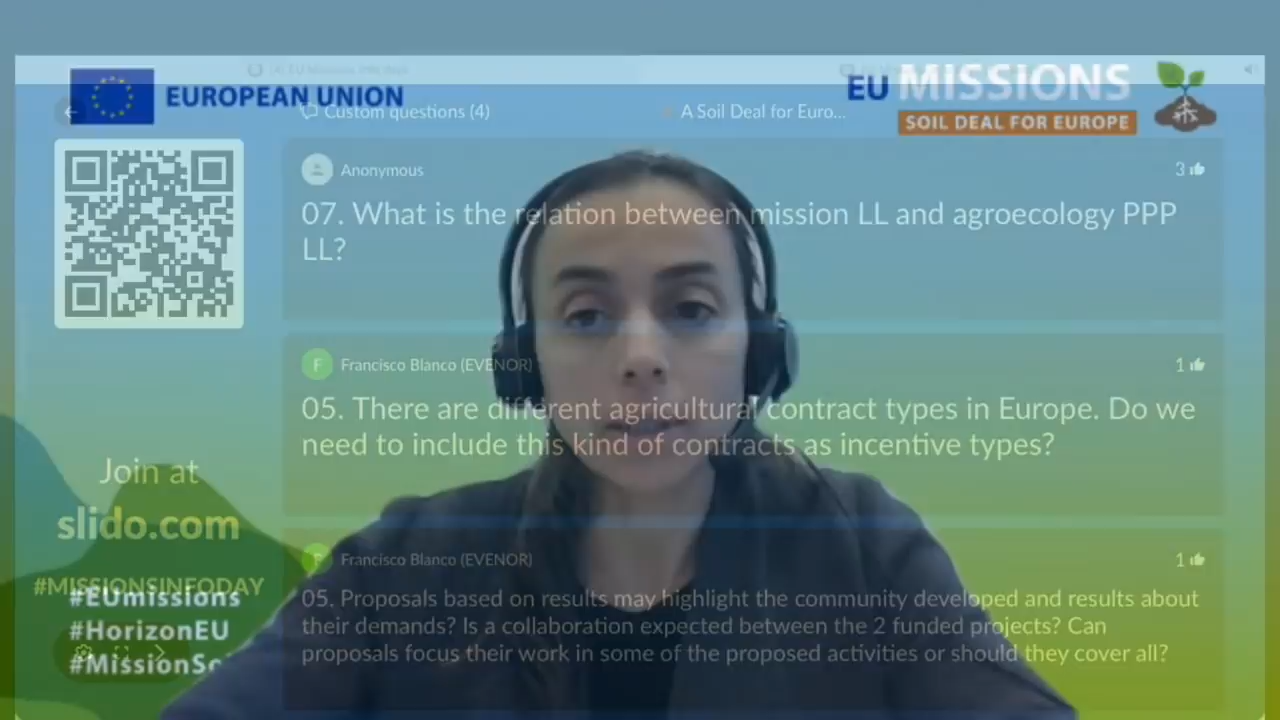 EUROPEAN UNION
EU MISSIONS
SOIL DEAL FOR EUROPE
Custom questions (4)
A Soil Deal for Euro...
Anonymous
3
07. What is the relation between mission LL and agroecology PPP
LL?
F
Francisco Blanco (EVENOR)
1
05. There are different agricultural contract types in Europe. Do we
need to include this kind of contracts as incentive types?
F
Francisco Blanco (EVENOR)
1
05. Proposals based on results may highlight the community developed and results about
their demands? Is a collaboration expected between the 2 funded projects? Can
proposals focus their work in some of the proposed activities or should they cover all?
Join at
slido.com
#MISSIONSINFODAY
#EUmissions
#HorizonEU
#MissionSo